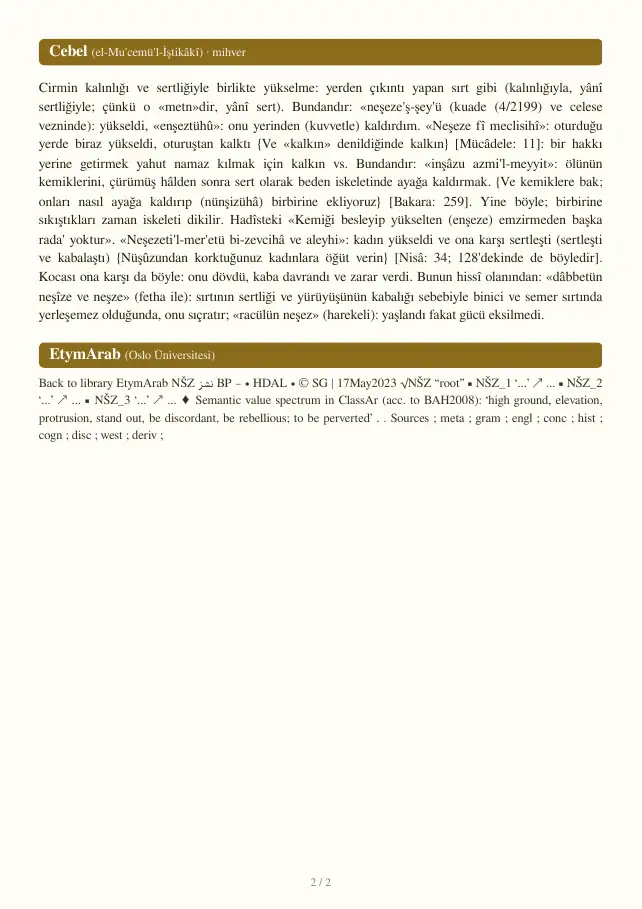 Cebel (el-Mu'cemü'l-İştikâkî) · mihver
Cirmin kalınlığı ve sertliğiyle birlikte yükselme: yerden çıkıntı yapan sırt gibi (kalınlığıyla, yânî
sertliğiyle; çünkü o «metn»dir, yânî sert). Bundandır: «neşeze'ş-şey'ü (kuade (4/2199) ve celese
vezninde): yükseldi, «enşeztühû»: onu yerinden (kuvvetle) kaldırdım. «Neşeze fî meclisihî»: oturduğu
yerde biraz yükseldi, oturuştan kalktı {Ve «kalkın» denildiğinde kalkın} [Mücâdele: 11]: bir hakkı
yerine getirmek yahut namaz kılmak için kalkın vs. Bundandır: «inşâzu azmi'l-meyyit»: ölünün
kemiklerini, çürümüş hâlden sonra sert olarak beden iskeletinde ayağa kaldırmak. {Ve kemiklere bak;
onları nasıl ayağa kaldırıp (nünşizühâ) birbirine ekliyoruz} [Bakara: 259]. Yine böyle; birbirine
sıkıştıkları zaman iskeleti dikilir. Hadîsteki «Kemiği besleyip yükselten (enşeze) emzirmeden başka
rada' yoktur». «Neşezeti'l-mer'etü bi-zevcihâ ve aleyhi»: kadın yükseldi ve ona karşı sertleşti (sertleşti
ve kabalaştı) {Nüşûzundan korktuğunuz kadınlara öğüt verin} [Nisâ: 34; 128'dekinde de böyledir].
Kocası ona karşı da böyle: onu dövdü, kaba davrandı ve zarar verdi. Bunun hissî olanından: «dâbbetün
neşîze ve neşze» (fetha ile): sırtının sertliği ve yürüyüşünün kabalığı sebebiyle binici ve semer sırtında
yerleşemez olduğunda, onu sıçratır; «racülün neşez» (harekeli): yaşlandı fakat gücü eksilmedi.
EtymArab (Oslo Üniversitesi)
Back to library EtymArab NŠZ نشز BP – • HDAL • © SG | 17May2023 √NŠZ “root” ▪ NŠZ_1 ‘...’ ↗ ... ▪ NŠZ_2
‘...’ ↗ ... ▪ NŠZ_3 ‘...’ ↗ ... ♦ Semantic value spectrum in ClassAr (acc. to BAH2008): ‘high ground, elevation,
protrusion, stand out, be discordant, be rebellious; to be perverted’ . . Sources ; meta ; gram ; engl ; conc ; hist ;
cogn ; disc ; west ; deriv ;
2 / 2